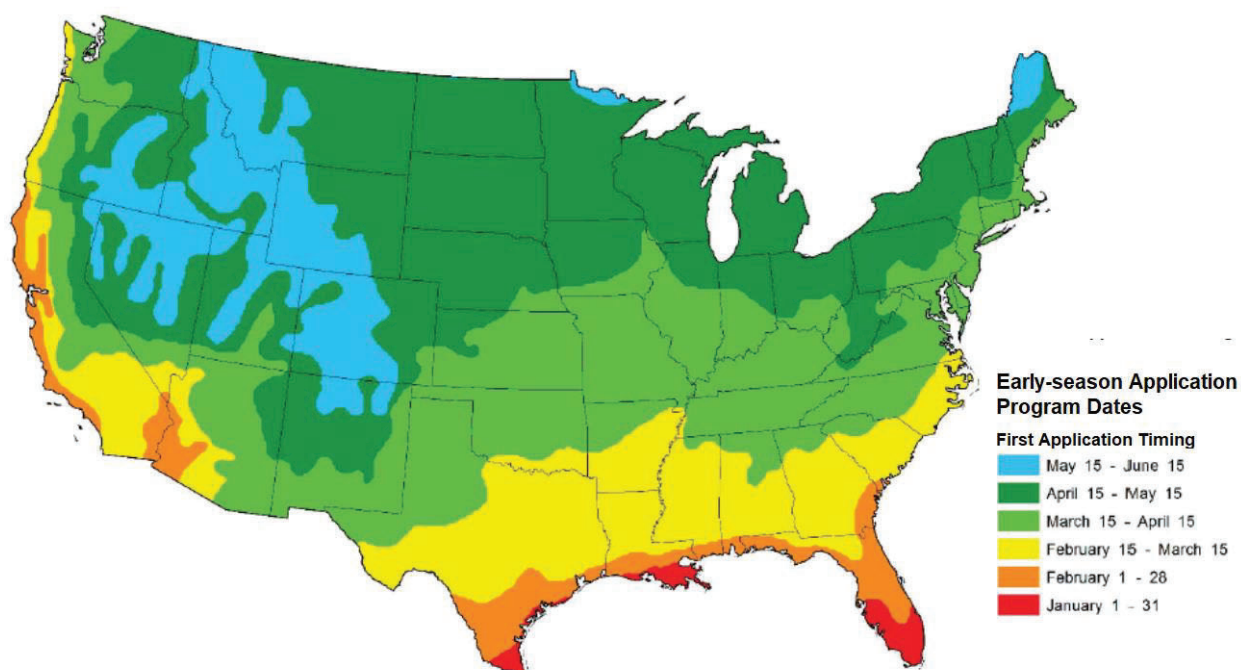 Early-season Application
Program Dates
First Application Timing
May 15 - June 15
April 15 - May 15
March 15 - April 15
February 15 - March 15
February 1 - 28
January 1 - 31